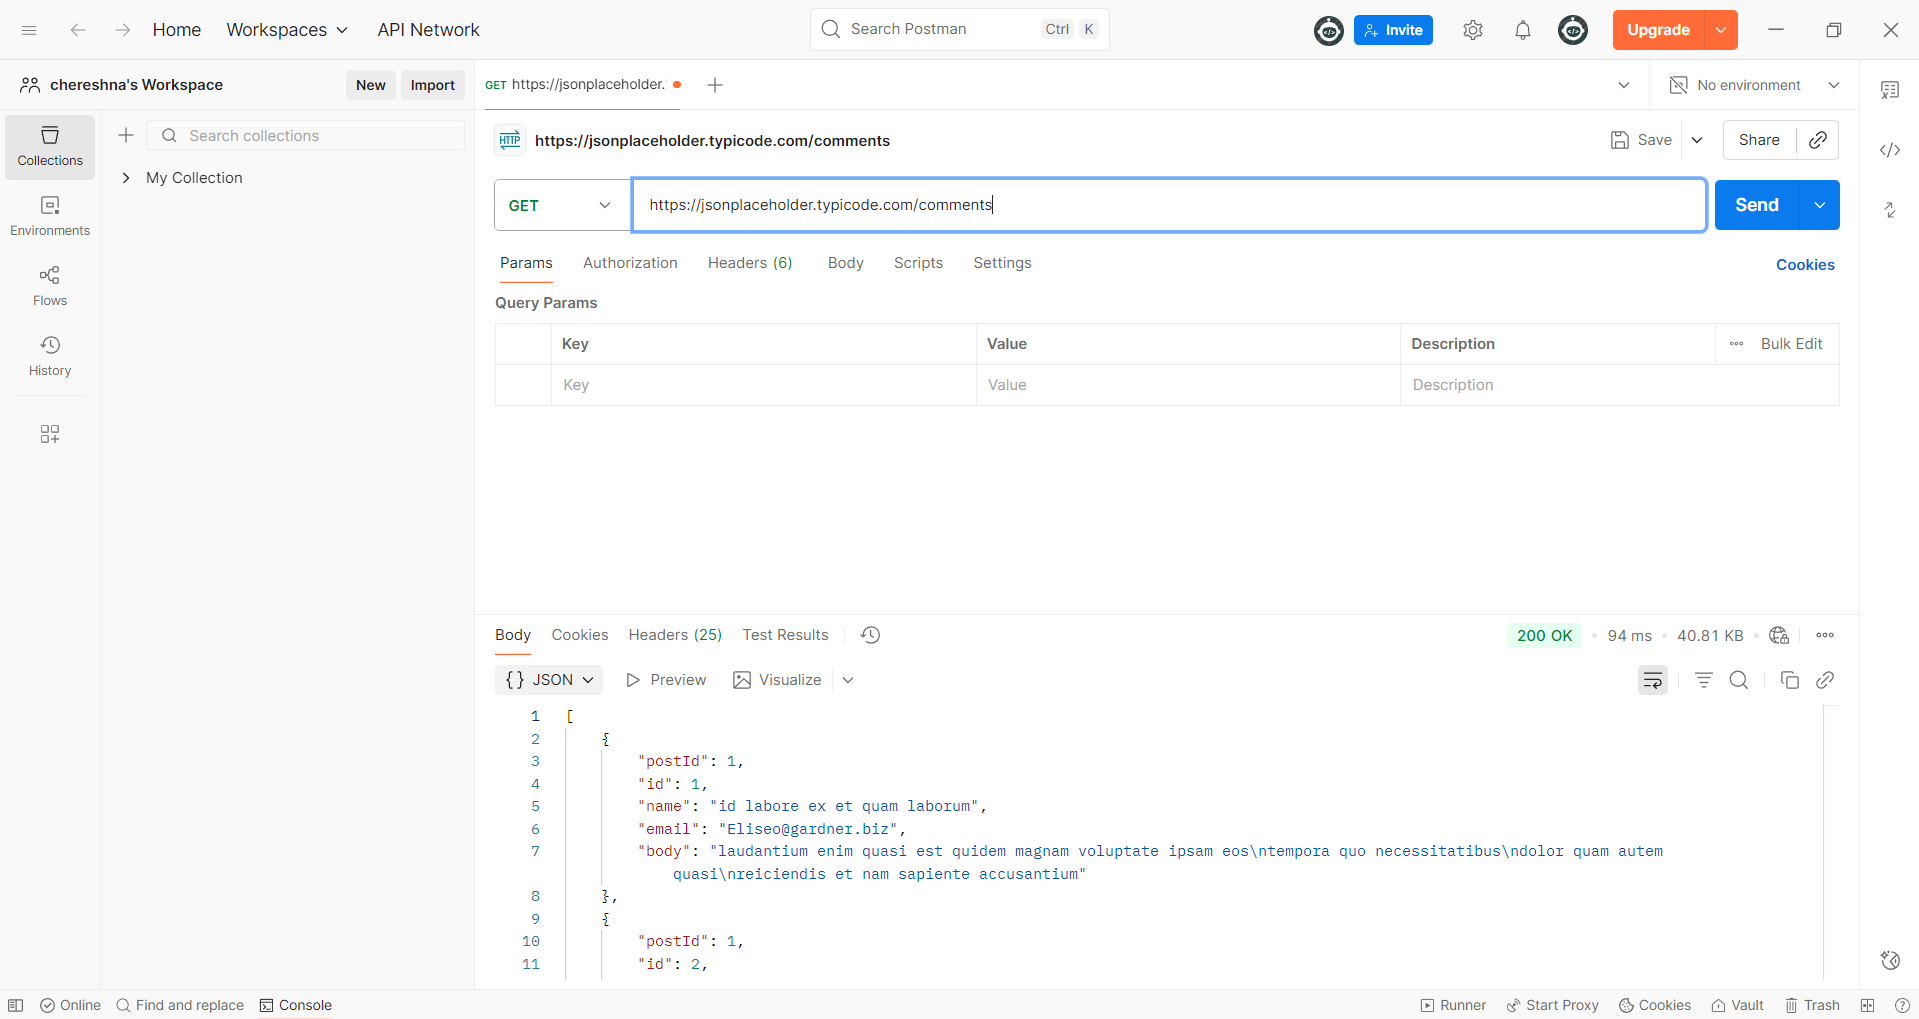 Home Workspaces API Network Search Postman Ctrl K Invite Upgrade
chereshna's Workspace New Import GET https://jsonplaceholder. No environment
Collections Search collections https://jsonplaceholder.typicode.com/comments Save Share
My Collection
Environments GET https://jsonplaceholder.typicode.com/comments Send
Params Authorization Headers (6) Body Scripts Settings Cookies
Flows Query Params
Key Value Description Bulk Edit
History Key Value Description
Body Cookies Headers (25) Test Results 200 OK 94 ms 40.81 KB
{} JSON Preview Visualize
1 [
2 {
3 "postId": 1,
4 "id": 1,
5 "name": "id labore ex et quam laborum",
6 "email": "Eliseo@gardner.biz",
7 "body": "laudantium enim quasi est quidem magnam voluptate ipsam eos\ntempora quo necessitatibus\ndolor quam autem
quasi\nreiciendis et nam sapiente accusantium"
8 },
9 {
10 "postId": 1,
11 "id": 2,
Online Find and replace Console Runner Start Proxy Cookies Vault Trash